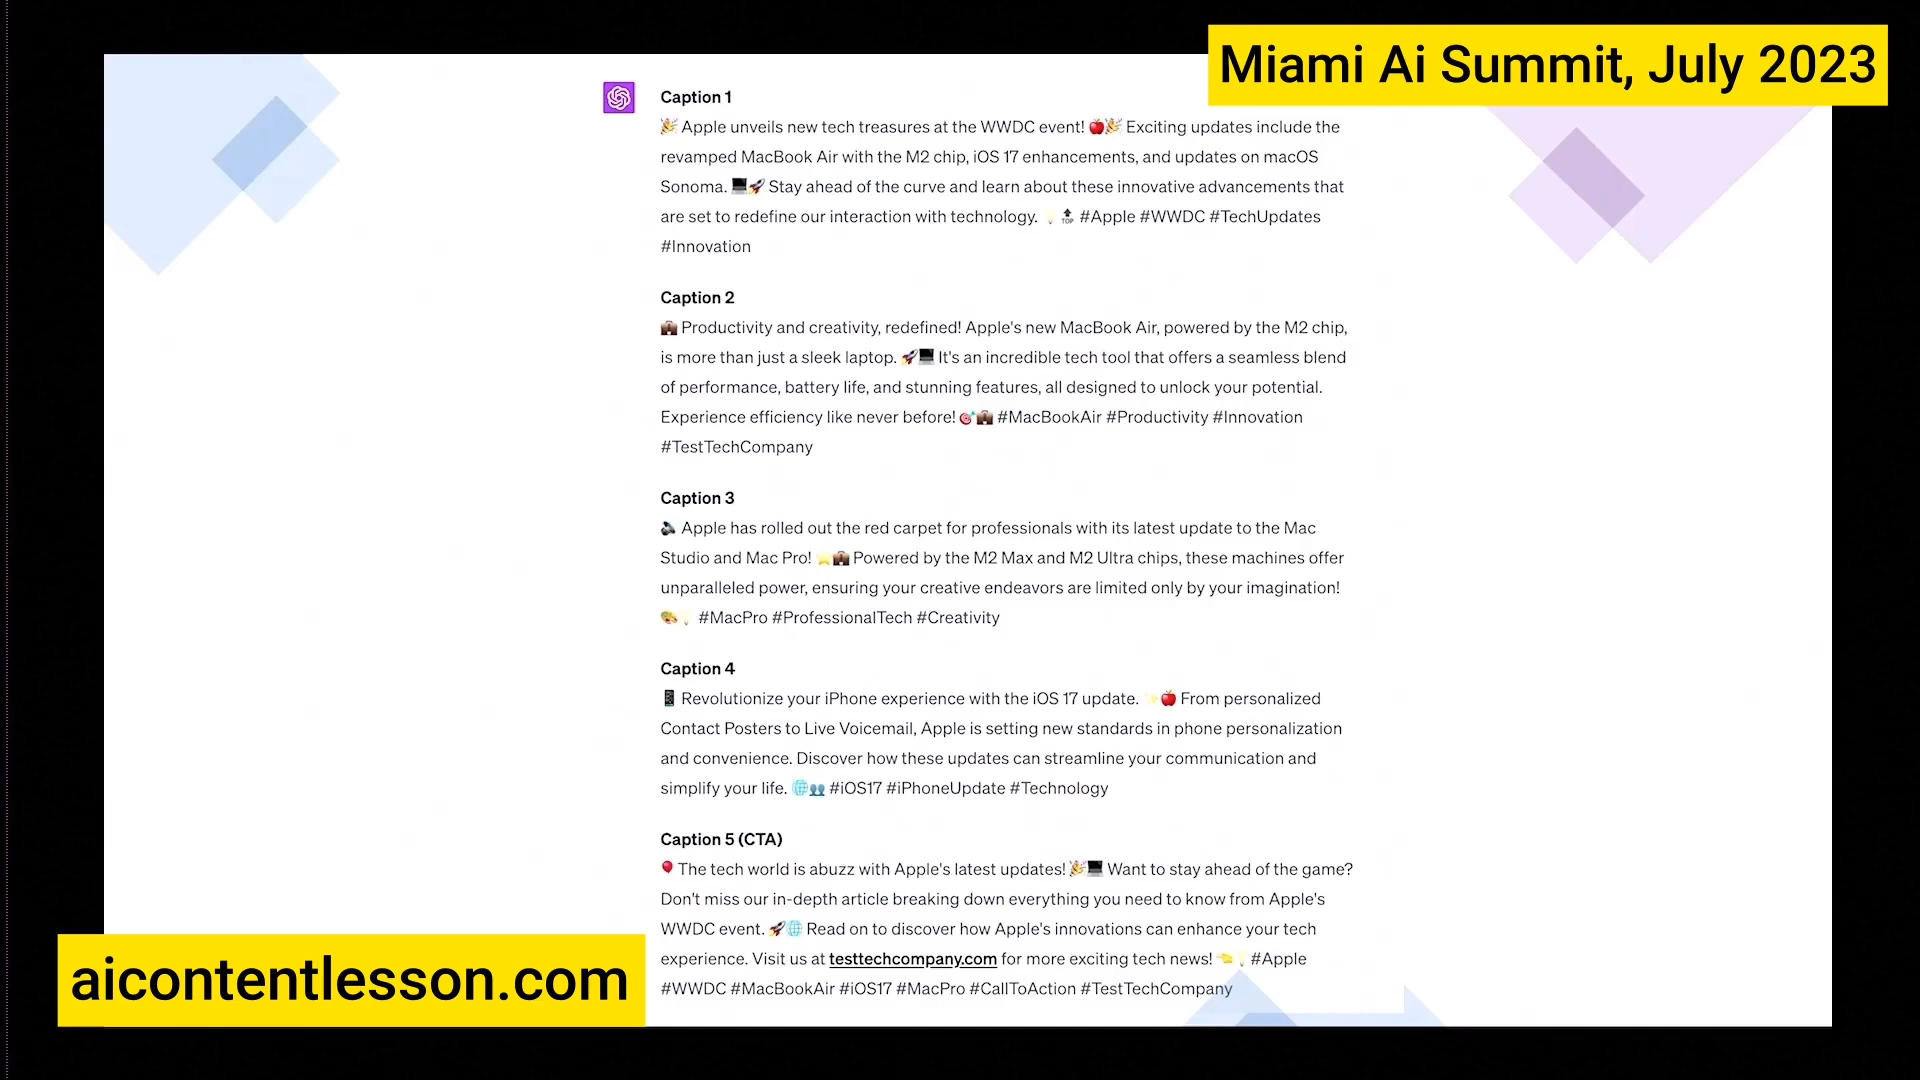 Miami Ai Summit, July 2023
Caption 1
🎉 Apple unveils new tech treasures at the WWDC event! 🍎🎉 Exciting updates include the
revamped MacBook Air with the M2 chip, iOS 17 enhancements, and updates on macOS
Sonoma. 💻🚀 Stay ahead of the curve and learn about these innovative advancements that
are set to redefine our interaction with technology. 💡🔝 #Apple #WWDC #TechUpdates
#Innovation
Caption 2
💼 Productivity and creativity, redefined! Apple's new MacBook Air, powered by the M2 chip,
is more than just a sleek laptop. 🚀💻 It's an incredible tech tool that offers a seamless blend
of performance, battery life, and stunning features, all designed to unlock your potential.
Experience efficiency like never before! 🎯💼 #MacBookAir #Productivity #Innovation
#TestTechCompany
Caption 3
🔊 Apple has rolled out the red carpet for professionals with its latest update to the Mac
Studio and Mac Pro! 🌟💼 Powered by the M2 Max and M2 Ultra chips, these machines offer
unparalleled power, ensuring your creative endeavors are limited only by your imagination!
🎨💡 #MacPro #ProfessionalTech #Creativity
Caption 4
📱 Revolutionize your iPhone experience with the iOS 17 update. ✨🍎 From personalized
Contact Posters to Live Voicemail, Apple is setting new standards in phone personalization
and convenience. Discover how these updates can streamline your communication and
simplify your life. 🌐👥 #iOS17 #iPhoneUpdate #Technology
Caption 5 (CTA)
🎈 The tech world is abuzz with Apple's latest updates! 🎉💻 Want to stay ahead of the game?
Don't miss our in-depth article breaking down everything you need to know from Apple's
WWDC event. 🚀🌐 Read on to discover how Apple's innovations can enhance your tech
experience. Visit us at testtechcompany.com for more exciting tech news! 👈💡 #Apple
#WWDC #MacBookAir #iOS17 #MacPro #CallToAction #TestTechCompany
aicontentlesson.com